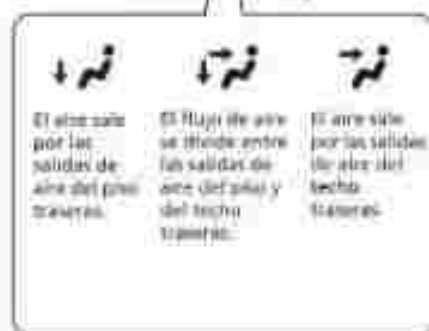 El aire sale
por las
salidas de
aire del piso
traseras.
El flujo de aire
se divide entre
las salidas de
aire del piso y
del techo
traseras.
El aire sale
por las salidas
de aire del
techo
traseras.